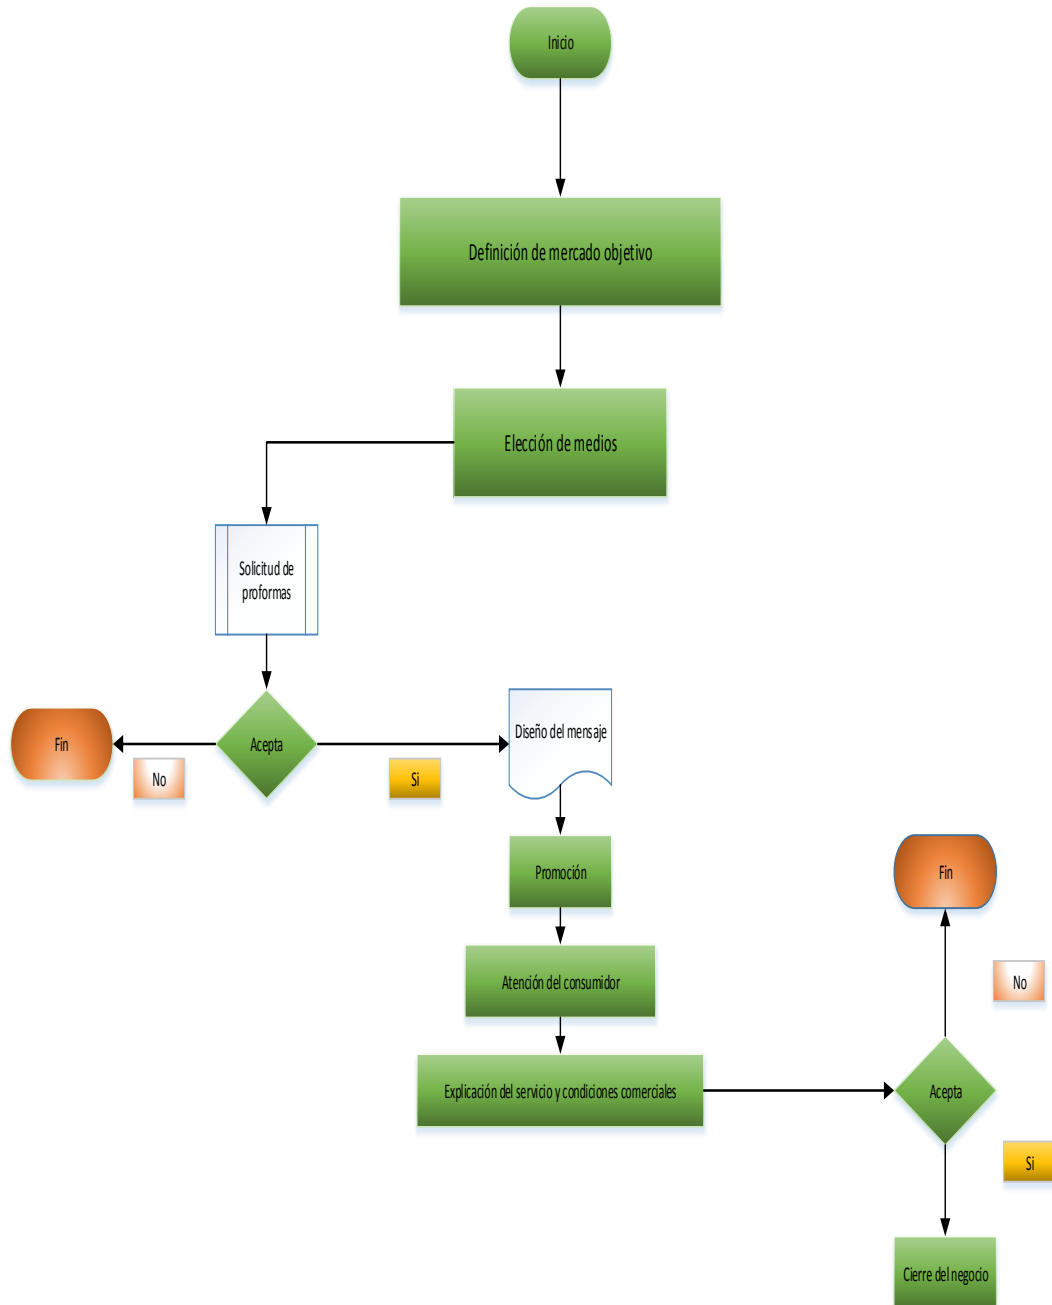 Inicio
Definición de mercado objetivo
Elección de medios
Solicitud de
proformas
Fin
No
Acepta
Si
Diseño del mensaje
Promoción
Atención del consumidor
Explicación del servicio y condiciones comerciales
Fin
No
Acepta
Si
Cierre del negocio